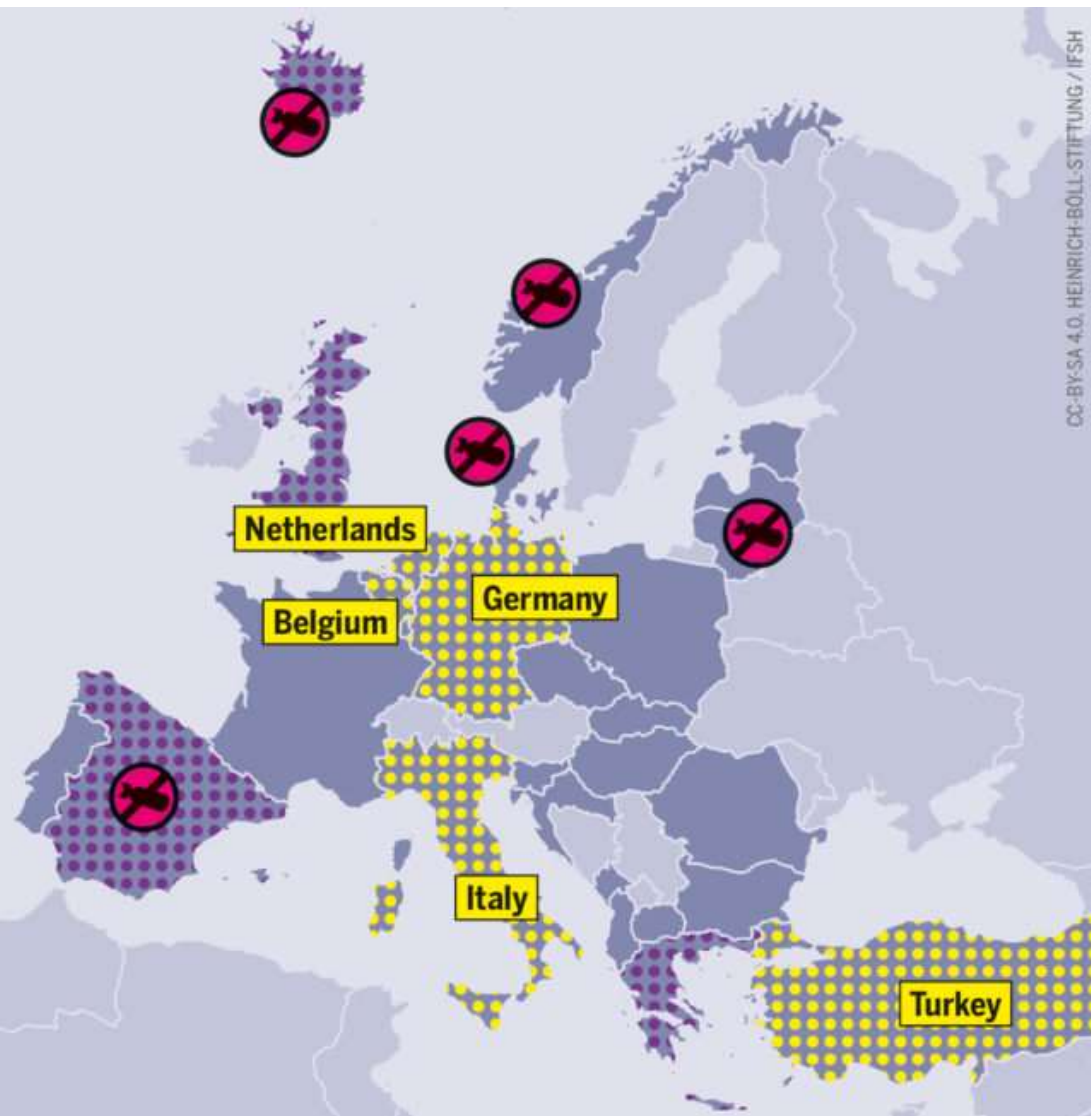 CC-BY-SA 4.0, HEINRICH-BÖLL-STIFTUNG / IFSH
Netherlands
Germany
Belgium
Italy
Turkey